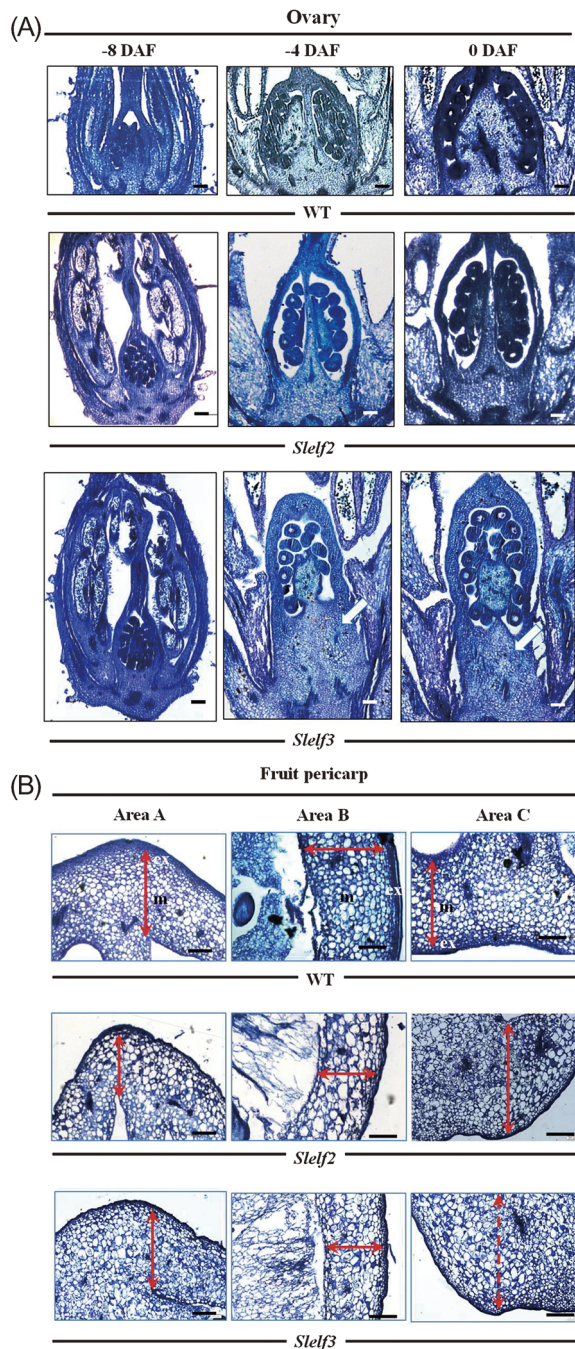 (A)
Ovary
-8 DAF -4 DAF 0 DAF
WT
Slelf2
Slelf3
(B)
Fruit pericarp
Area A Area B Area C
ex
m
m ex
m
ex
WT
Slelf2
Slelf3